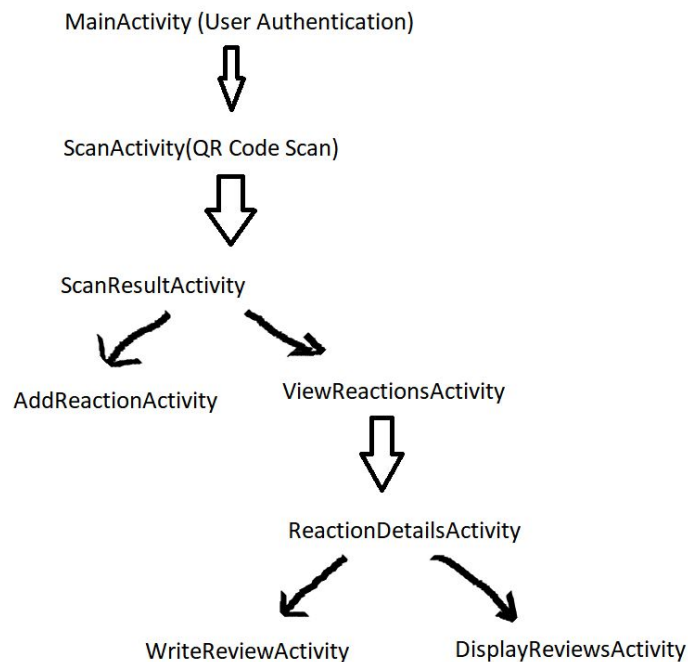 MainActivity (User Authentication)
ScanActivity(QR Code Scan)
ScanResultActivity
AddReactionActivity
ViewReactionsActivity
ReactionDetailsActivity
WriteReviewActivity
DisplayReviewsActivity